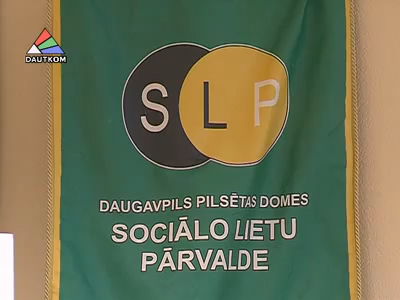 DAUTKOM
SLP
DAUGAVPILS PILSĒTAS DOMES
SOCIĀLO LIETU
PĀRVALDE